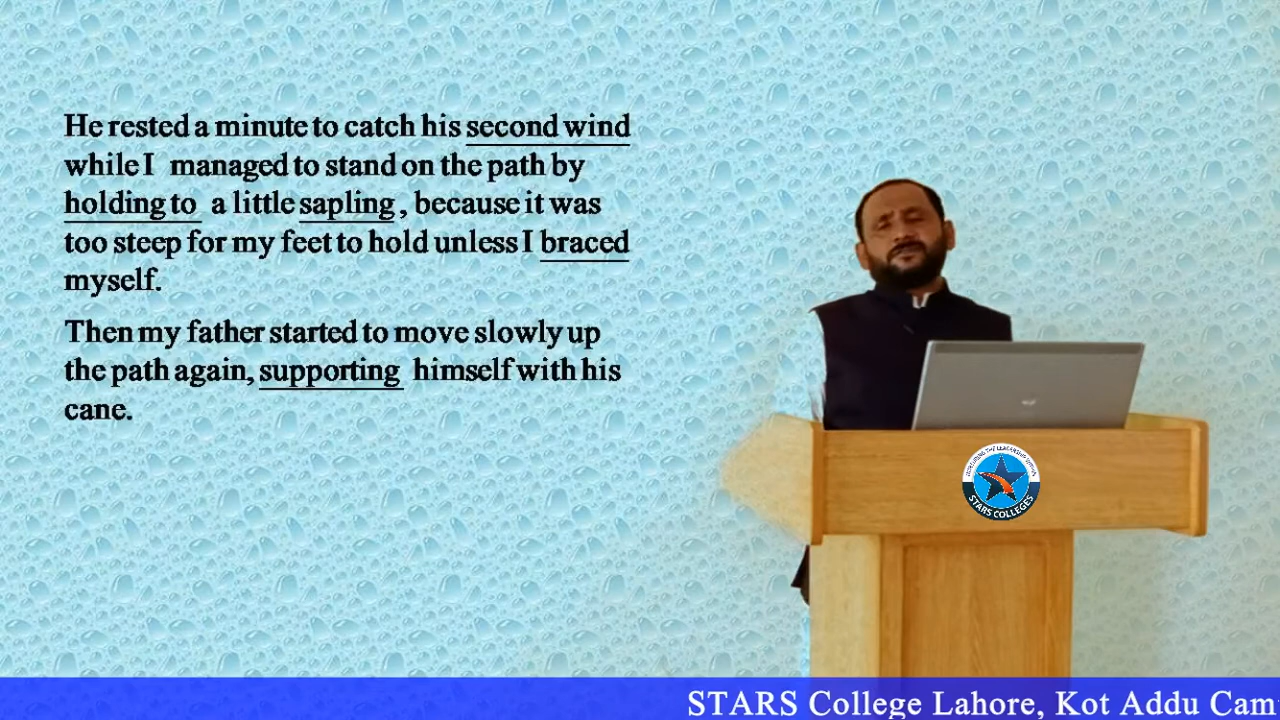 He rested a minute to catch his second wind
while I managed to stand on the path by
holding to a little sapling , because it was
too steep for my feet to hold unless I braced
myself.
Then my father started to move slowly up
the path again, supporting himself with his
cane.
STARS COLLEGES
STARS College Lahore, Kot Addu Cam